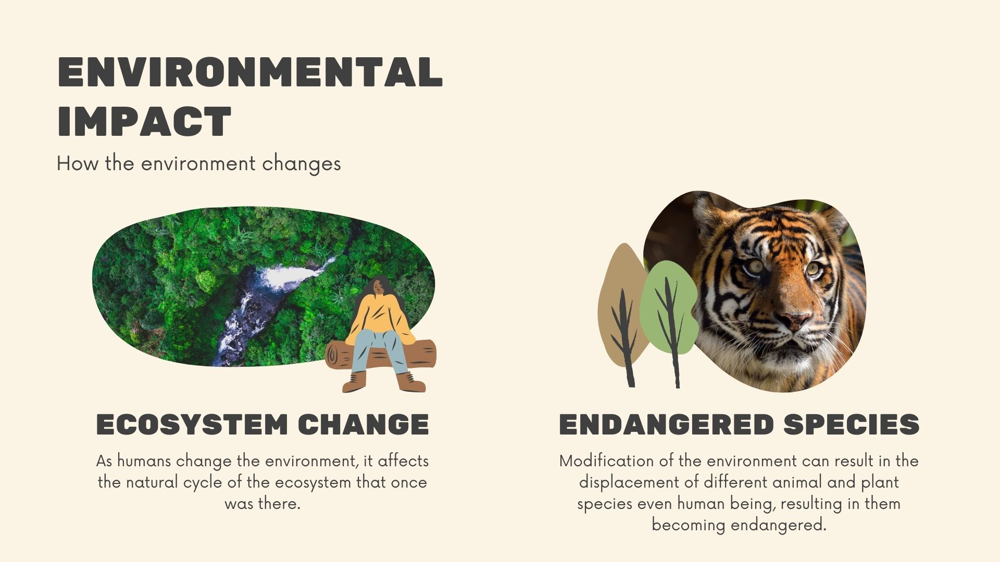 ENVIRONMENTAL
IMPACT
How the environment changes
ECOSYSTEM CHANGE
As humans change the environment, it affects
the natural cycle of the ecosystem that once
was there.
ENDANGERED SPECIES
Modification of the environment can result in the
displacement of different animal and plant
species even human being, resulting in them
becoming endangered.